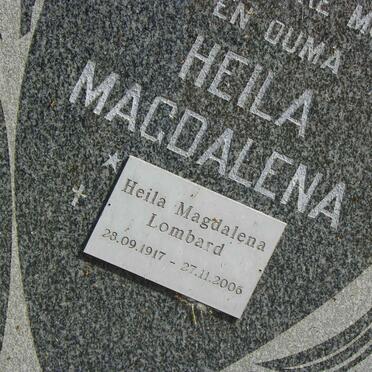 EN OUMA
HEILA
MAGDALENA
Heila Magdalena
Lombard
28.09.1917 - 27.11.2006